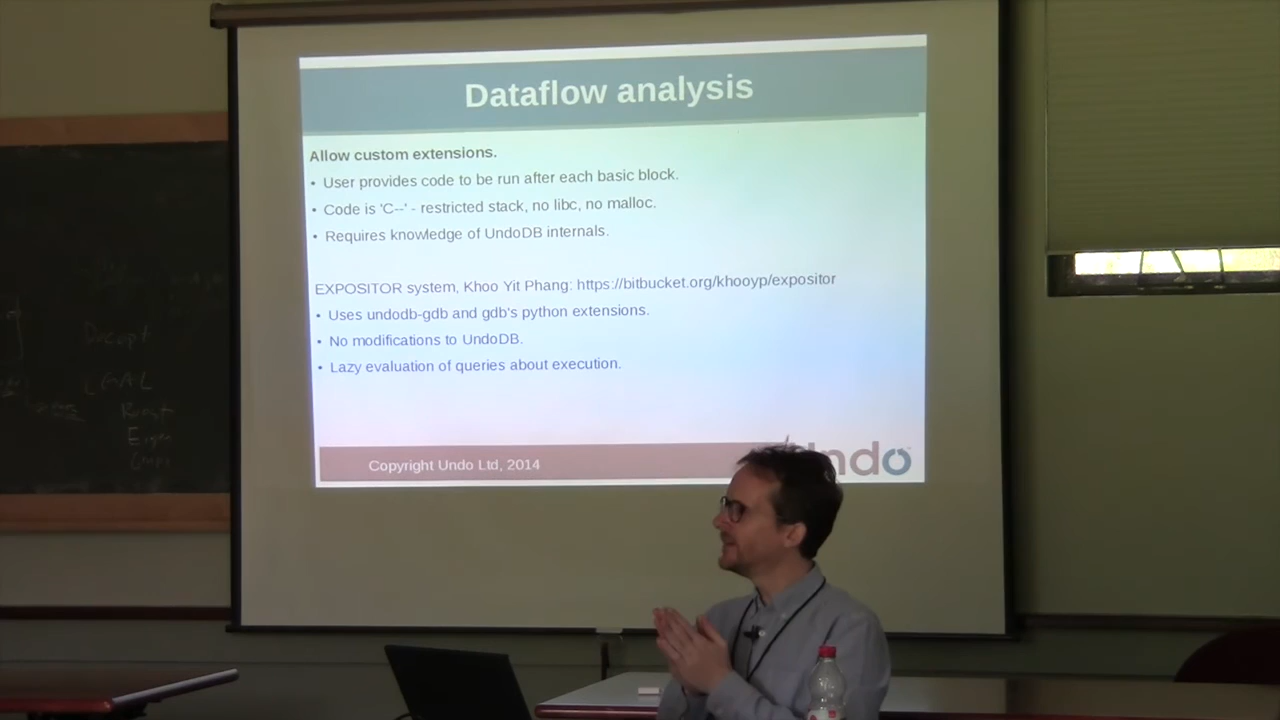 Dataflow analysis
Allow custom extensions.
• User provides code to be run after each basic block.
• Code is 'C--' - restricted stack, no libc, no malloc.
• Requires knowledge of UndoDB internals.
EXPOSITOR system, Khoo Yit Phang: https://bitbucket.org/khooyp/expositor
• Uses undodb-gdb and gdb's python extensions.
• No modifications to UndoDB.
• Lazy evaluation of queries about execution.
Copyright Undo Ltd, 2014
undo